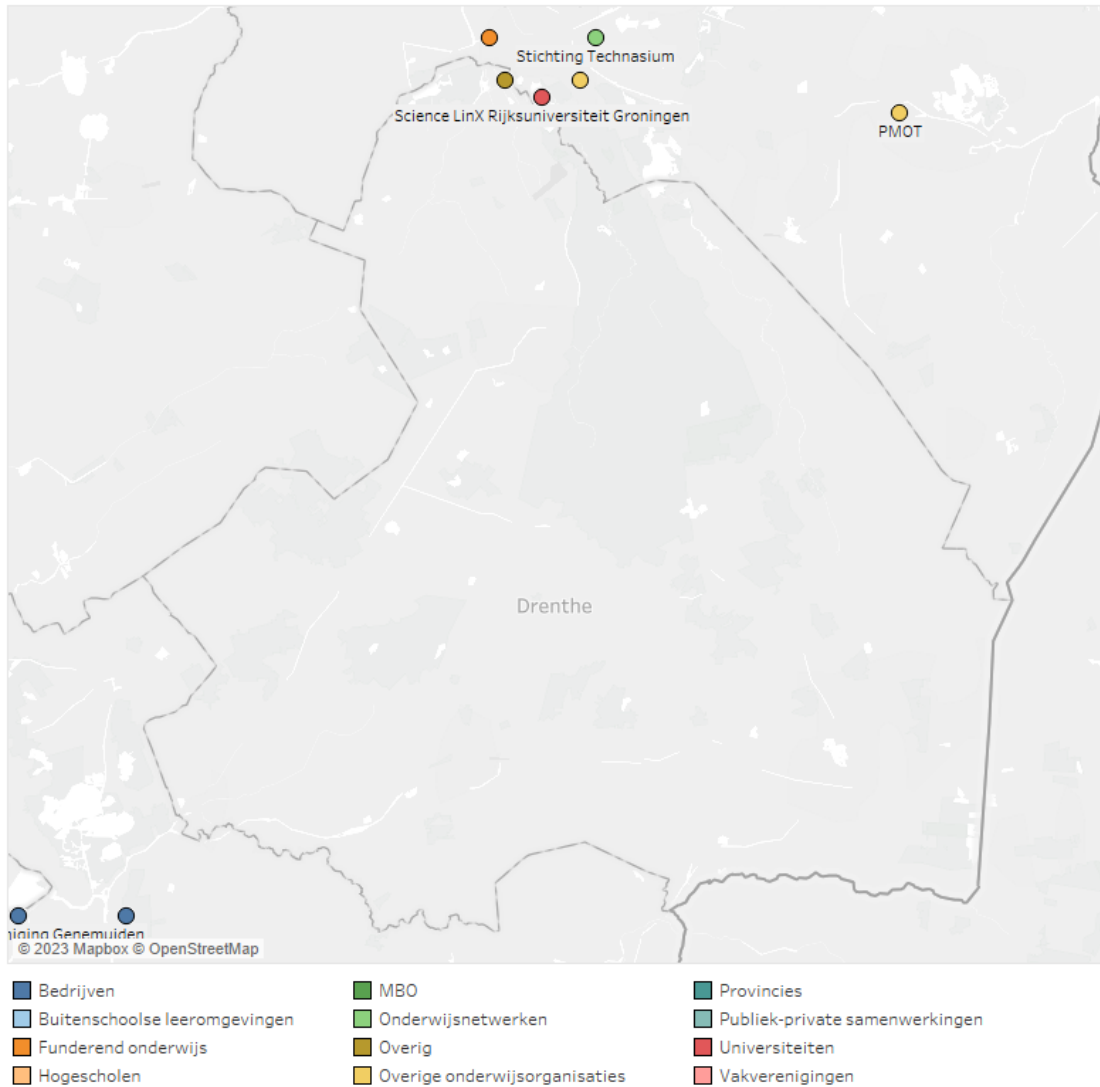 Stichting Technasium
Science LinX Rijksuniversiteit Groningen
PMOT
Drenthe
Genemuiden
© 2023 Mapbox © OpenStreetMap
Bedrijven
Buitenschoolse leeromgevingen
Funderend onderwijs
Hogescholen
MBO
Onderwijsnetwerken
Overig
Overige onderwijsorganisaties
Provincies
Publiek-private samenwerkingen
Universiteiten
Vakverenigingen